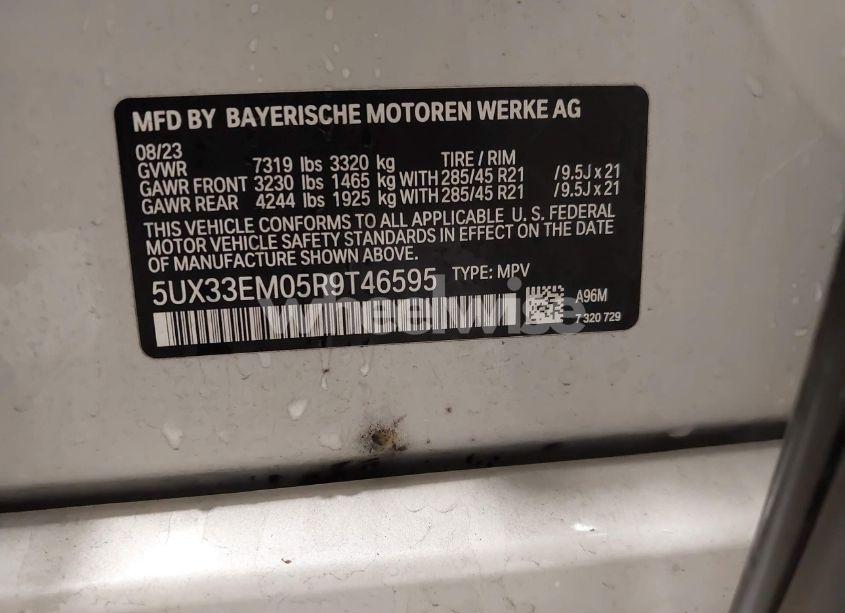 MFD BY BAYERISCHE MOTOREN WERKE AG
08/23
GVWR 7319 lbs 3320 kg TIRE / RIM
GAWR FRONT 3230 lbs 1465 kg WITH 285/45 R21 / 9.5J x 21
GAWR REAR 4244 lbs 1925 kg WITH 285/45 R21 / 9.5J x 21
THIS VEHICLE CONFORMS TO ALL APPLICABLE U. S. FEDERAL
MOTOR VEHICLE SAFETY STANDARDS IN EFFECT ON THE DATE
OF MANUFACTURE SHOWN ABOVE.
5UX33EM05R9T46595 TYPE: MPV
wheelwise
A96M
7 320 729